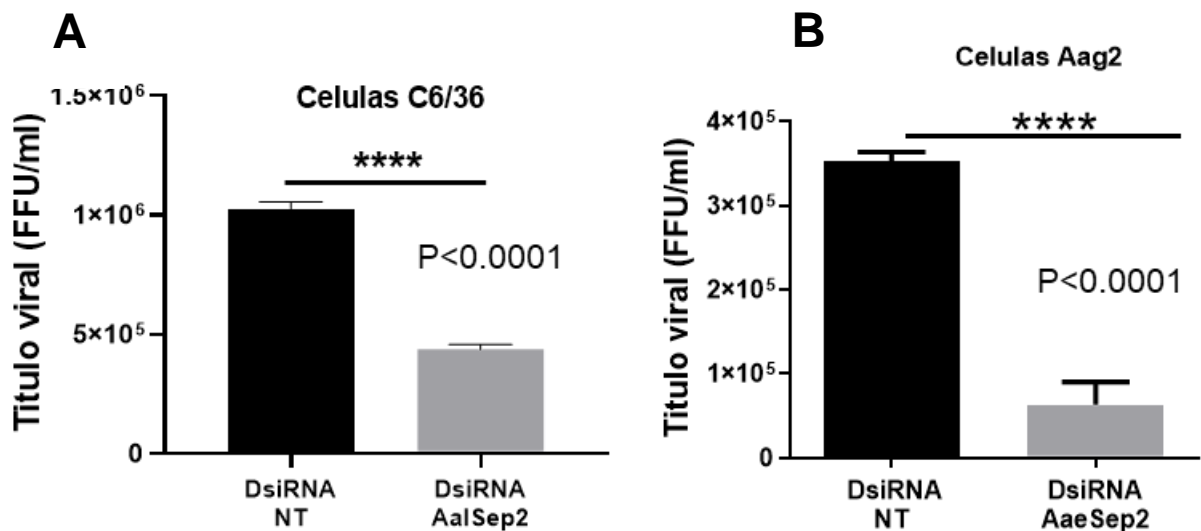 A
Titulo viral (FFU/ml)
1.5×10⁶
1×10⁶
5×10⁵
0
Celulas C6/36
****
P<0.0001
DsiRNA NT
DsiRNA AalSep2
B
Titulo viral (FFU/ml)
4×10⁵
3×10⁵
2×10⁵
1×10⁵
0
Celulas Aag2
****
P<0.0001
DsiRNA NT
DsiRNA AaeSep2